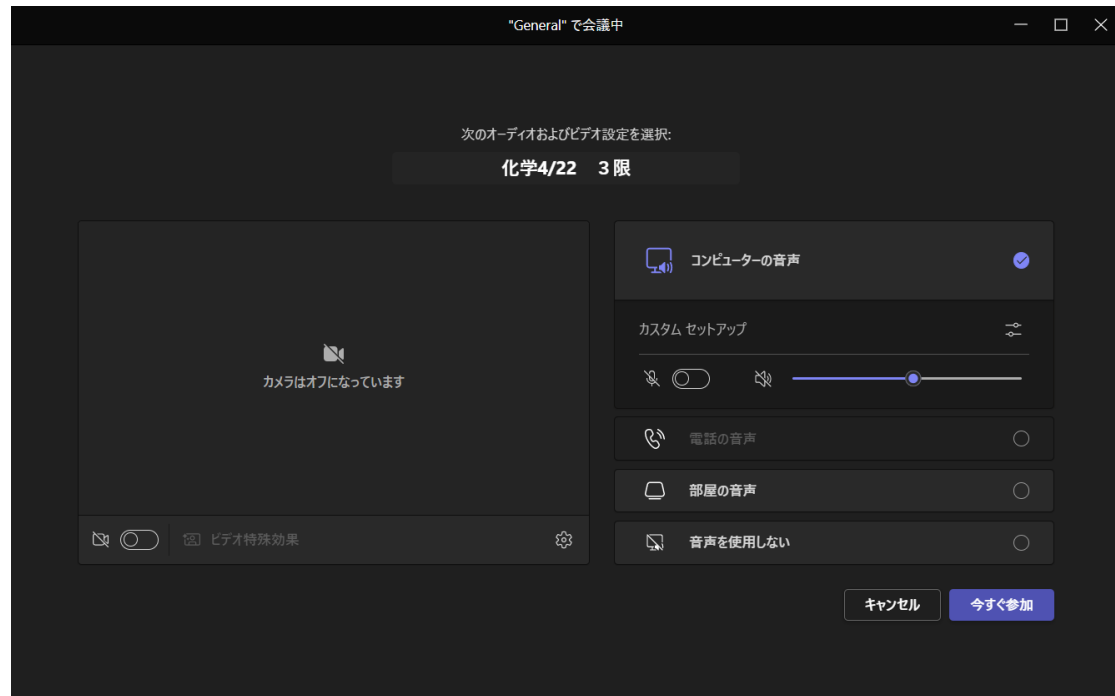 "General" で会議中
次のオーディオおよびビデオ設定を選択:
化学4/22　３限
カメラはオフになっています
ビデオ特殊効果
コンピューターの音声
カスタム セットアップ
電話の音声
部屋の音声
音声を使用しない
キャンセル
今すぐ参加